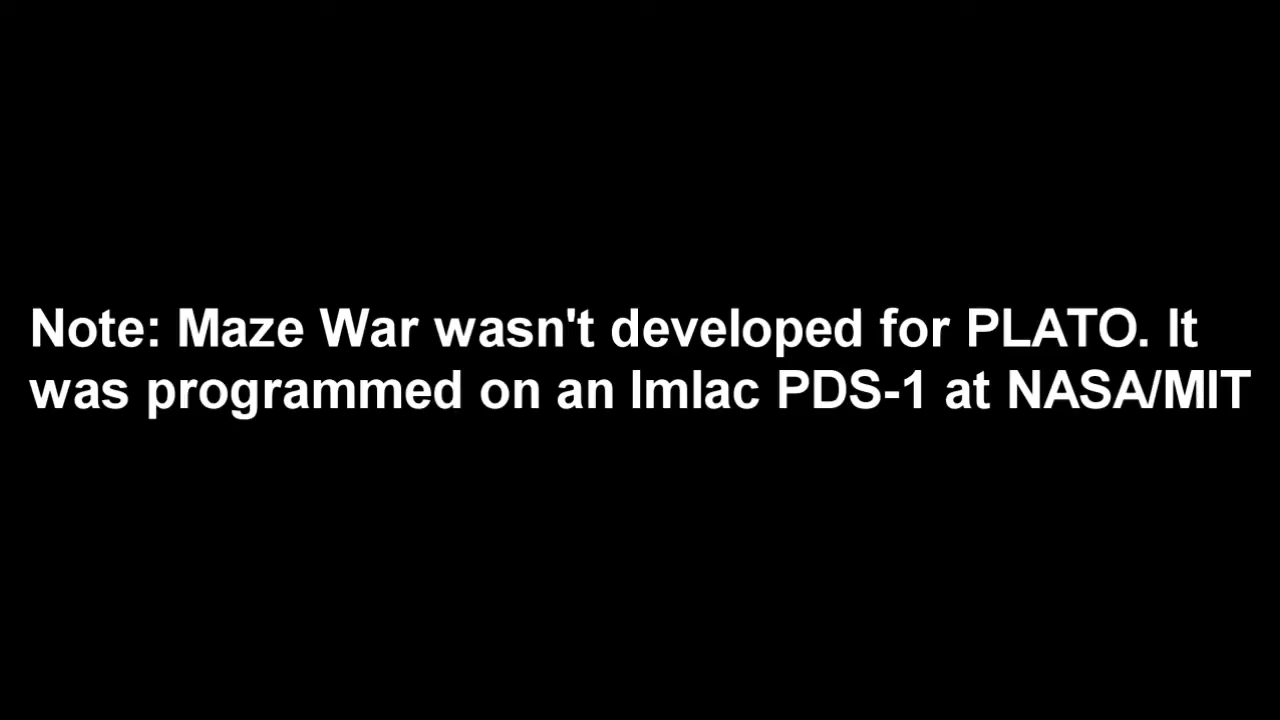 Note: Maze War wasn't developed for PLATO. It
was programmed on an Imlac PDS-1 at NASA/MIT